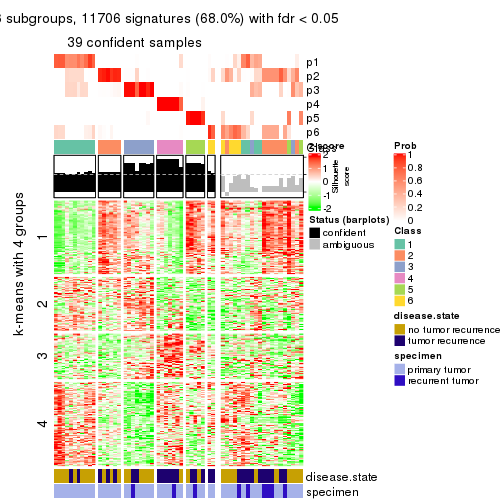 6 subgroups, 11706 signatures (68.0%) with fdr < 0.05
39 confident samples
p1
p2
p3
p4
p5
p6
Class
z-score
2
1
0
-1
-2
Silhouette
score
Prob
1
0.8
0.6
0.4
0.2
0
Status (barplots)
confident
ambiguous
Class
1
2
3
4
5
6
disease.state
no tumor recurrence
tumor recurrence
specimen
primary tumor
recurrent tumor
k-means with 4 groups
1
2
3
4
disease.state
specimen